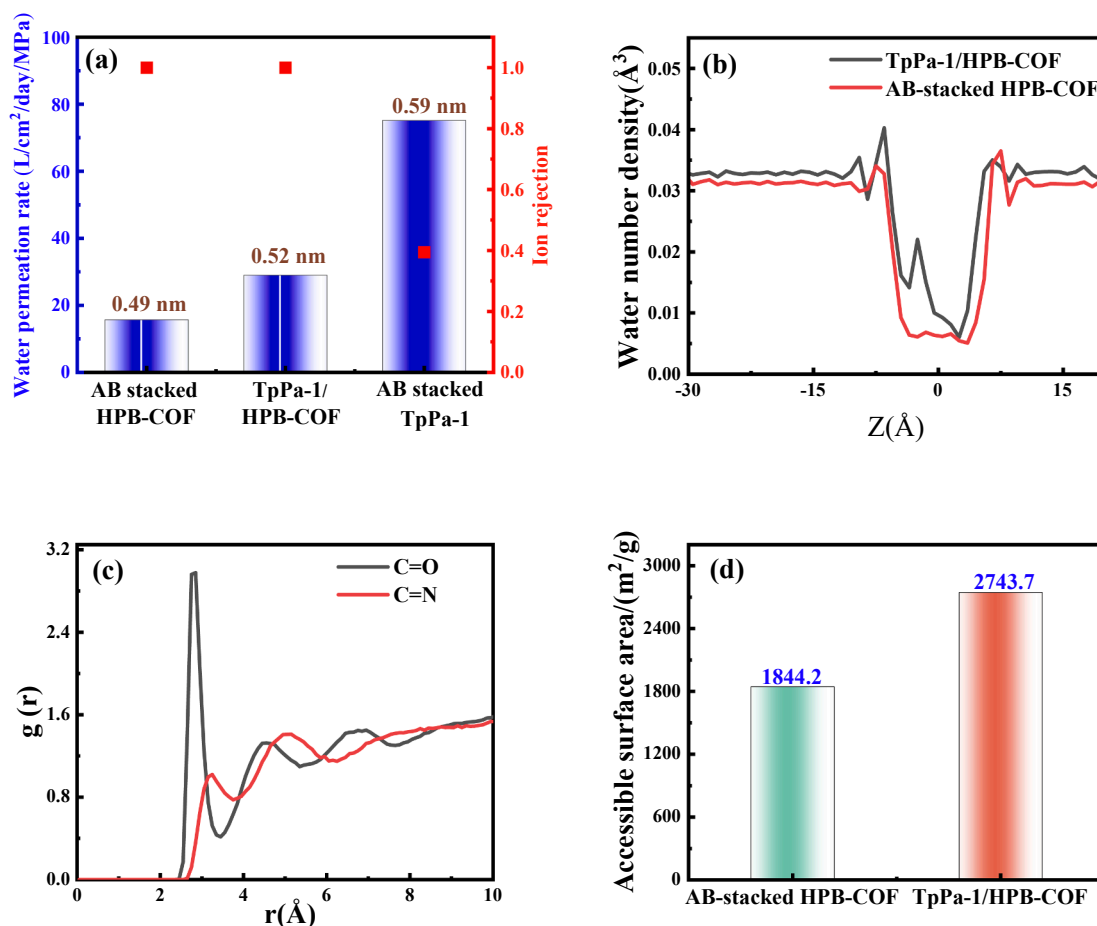 (a)
Water permeation rate (L/cm²/day/MPa)
100
80
60
40
20
0
0.49 nm
0.52 nm
0.59 nm
1.0
0.8
0.6
0.4
0.2
0.0
Ion rejection
AB stacked
HPB-COF
TpPa-1/
HPB-COF
AB stacked
TpPa-1
(b)
TpPa-1/HPB-COF
AB-stacked HPB-COF
Water number density(Å³)
0.05
0.04
0.03
0.02
0.01
0.00
-30
-15
0
15
Z(Å)
(c)
C=O
C=N
g (r)
3.2
2.4
1.6
0.8
0.0
0
2
4
6
8
10
r(Å)
(d)
Accessible surface area/(m²/g)
3000
2400
1800
1200
600
0
1844.2
2743.7
AB-stacked HPB-COF
TpPa-1/HPB-COF